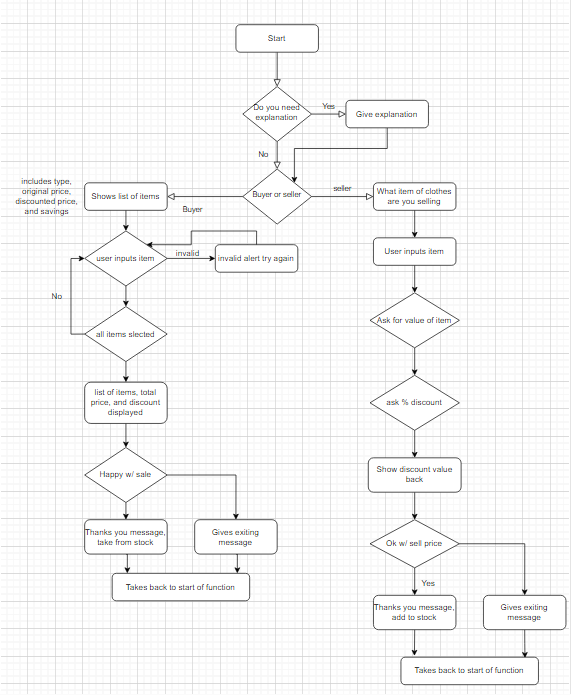 Start
Do you need
explanation
Yes
Give explanation
No
includes type,
original price,
discounted price,
and savings
Shows list of items
Buyer
Buyer or seller
seller
What item of clothes
are you selling
user inputs item
invalid
invalid alert try again
User inputs item
No
all items slected
Ask for value of item
list of items, total
price, and discount
displayed
ask % discount
Happy w/ sale
Show discount value
back
Thanks you message,
take from stock
Gives exiting
message
Ok w/ sell price
Takes back to start of function
Yes
Thanks you message,
add to stock
Gives exiting
message
Takes back to start of function